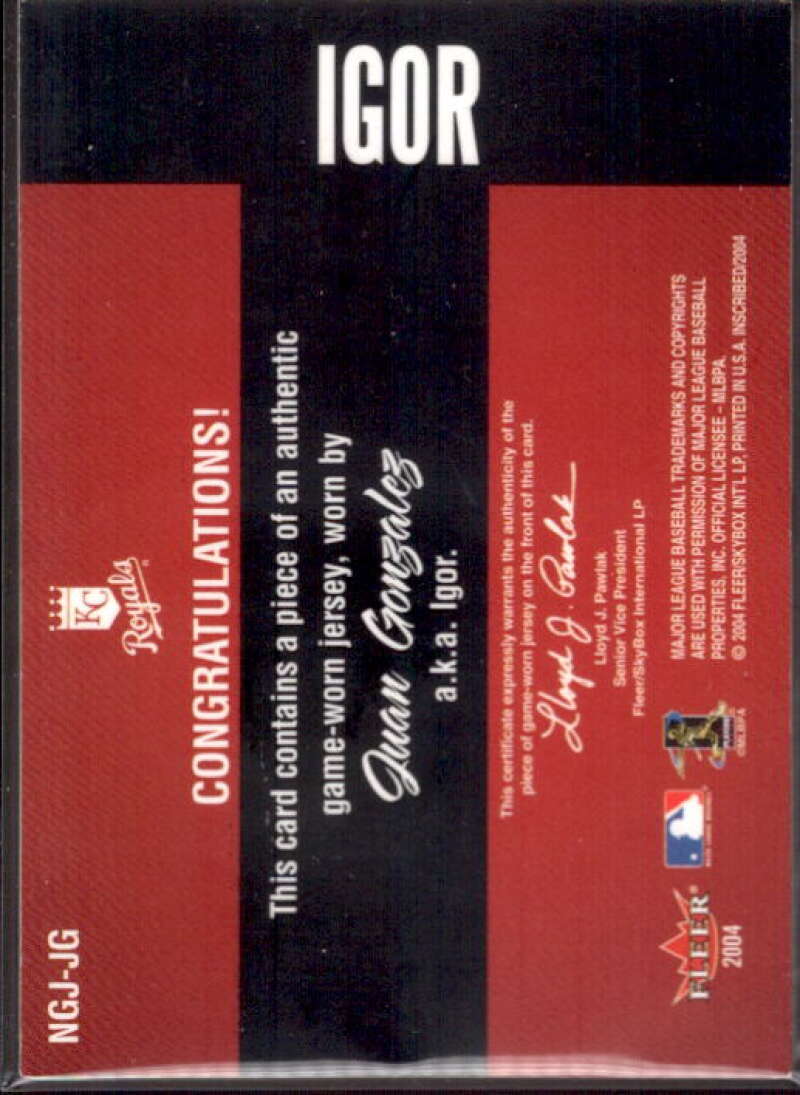 IGOR
NGJ-JG
KC
Royals
CONGRATULATIONS!
This card contains a piece of an authentic
game-worn jersey, worn by
Juan Gonzalez
a.k.a. Igor.
This certificate expressly warrants the authenticity of the
piece of game-worn jersey on the front of this card.
Lloyd J. Pawlak
Lloyd J. Pawlak
Senior Vice President
Fleer/SkyBox International LP
FLEER®
2004
©MLBPA
MAJOR LEAGUE BASEBALL TRADEMARKS AND COPYRIGHTS
ARE USED WITH PERMISSION OF MAJOR LEAGUE BASEBALL
PROPERTIES, INC. OFFICIAL LICENSEE - MLBPA.
© 2004 FLEER/SKYBOX INT'L LP, PRINTED IN U.S.A. INSCRIBED/2004